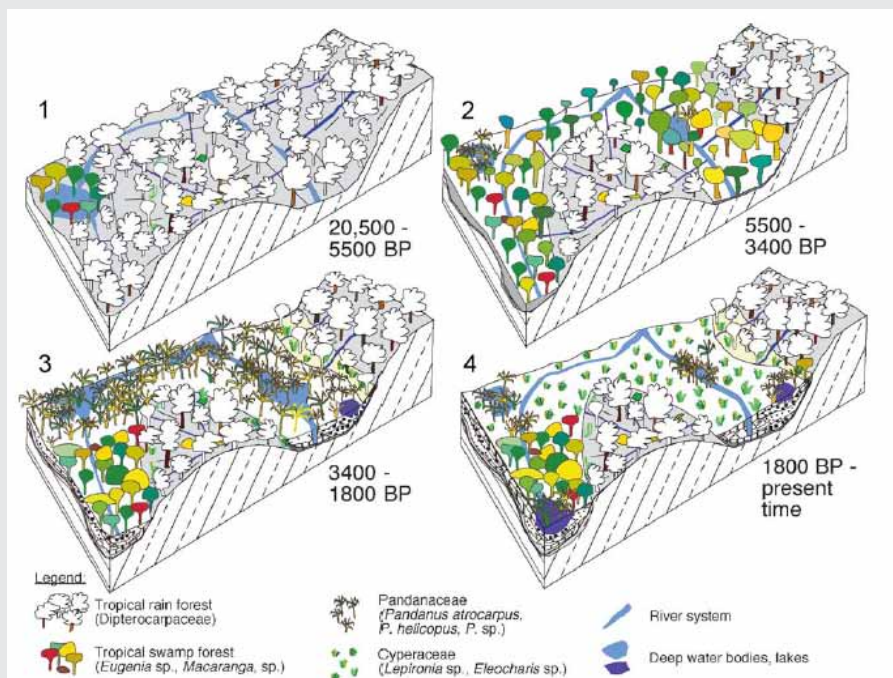 1
20,500 -
5500 BP
2
5500 -
3400 BP
3
3400 -
1800 BP
4
1800 BP -
present
time
Legend:
Tropical rain forest
(Dipterocarpaceae)
Tropical swamp forest
(Eugenia sp., Macaranga, sp.)
Pandanaceae
(Pandanus atrocarpus,
P. helicopus, P. sp.)
Cyperaceae
(Lepironia sp., Eleocharis sp.)
River system
Deep water bodies, lakes